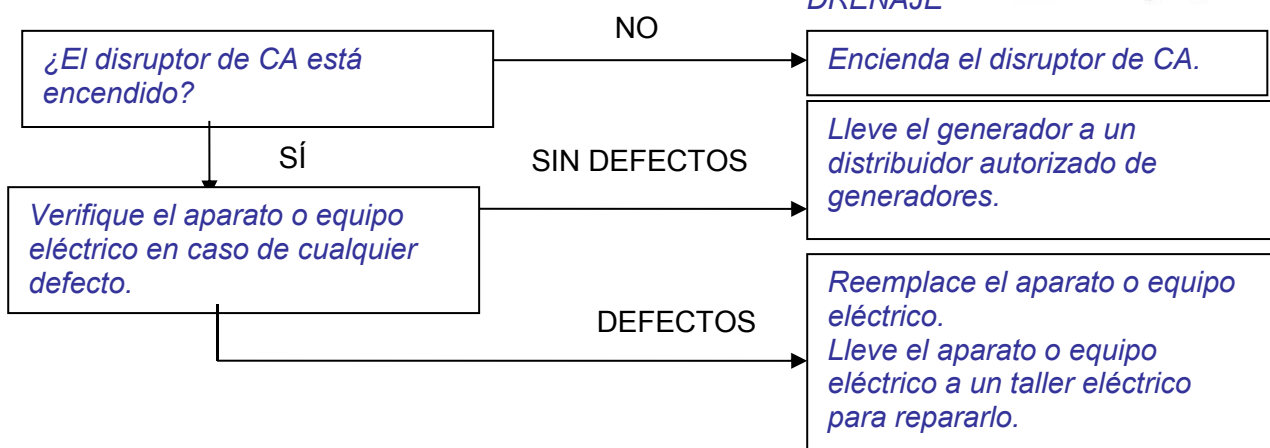 DRENAJE
NO
¿El disruptor de CA está
encendido?
Encienda el disruptor de CA.
SÍ
SIN DEFECTOS
Lleve el generador a un
distribuidor autorizado de
generadores.
Verifique el aparato o equipo
eléctrico en caso de cualquier
defecto.
DEFECTOS
Reemplace el aparato o equipo
eléctrico.
Lleve el aparato o equipo
eléctrico a un taller eléctrico
para repararlo.